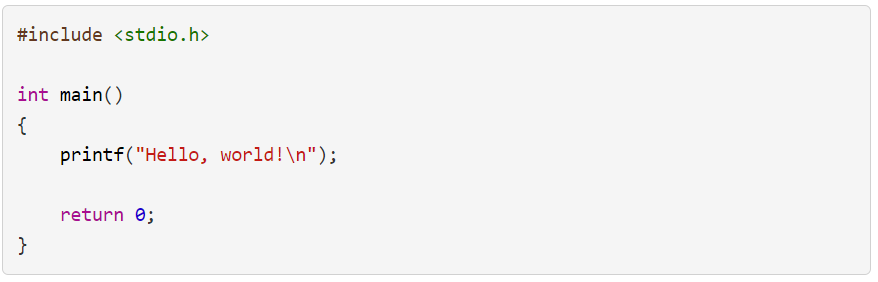 #include <stdio.h>
int main()
{
    printf("Hello, world!\n");
    return 0;
}